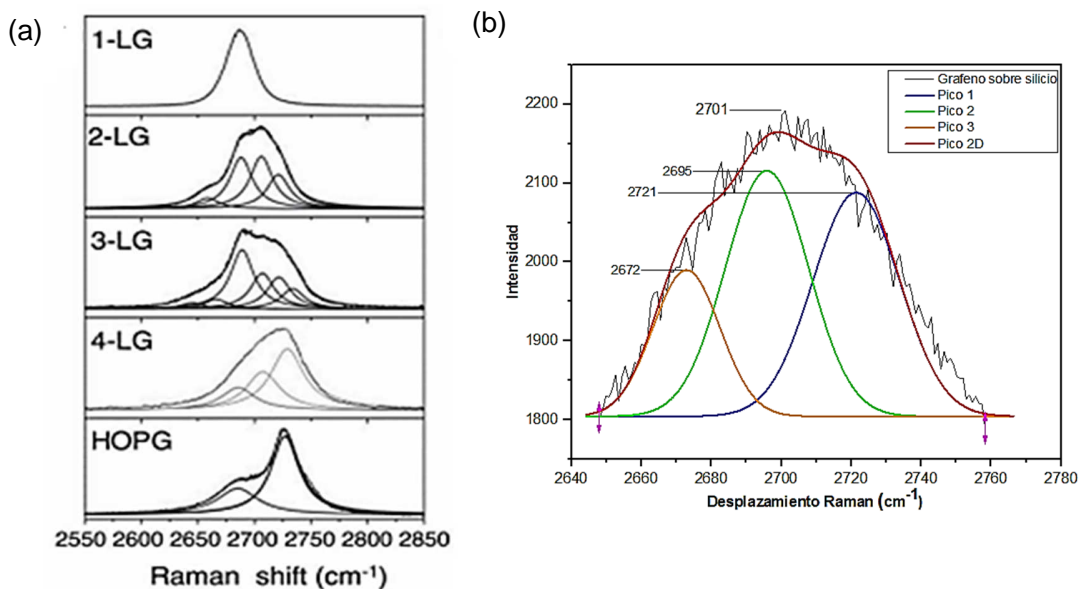 (a)
1-LG
2-LG
3-LG
4-LG
HOPG
2550 2600 2650 2700 2750 2800 2850
Raman shift (cm⁻¹)
(b)
Grafeno sobre silicio
Pico 1
Pico 2
Pico 3
Pico 2D
2701
2695
2721
2672
2200
2100
2000
1900
1800
Intensidad
2640 2660 2680 2700 2720 2740 2760 2780
Desplazamiento Raman (cm⁻¹)